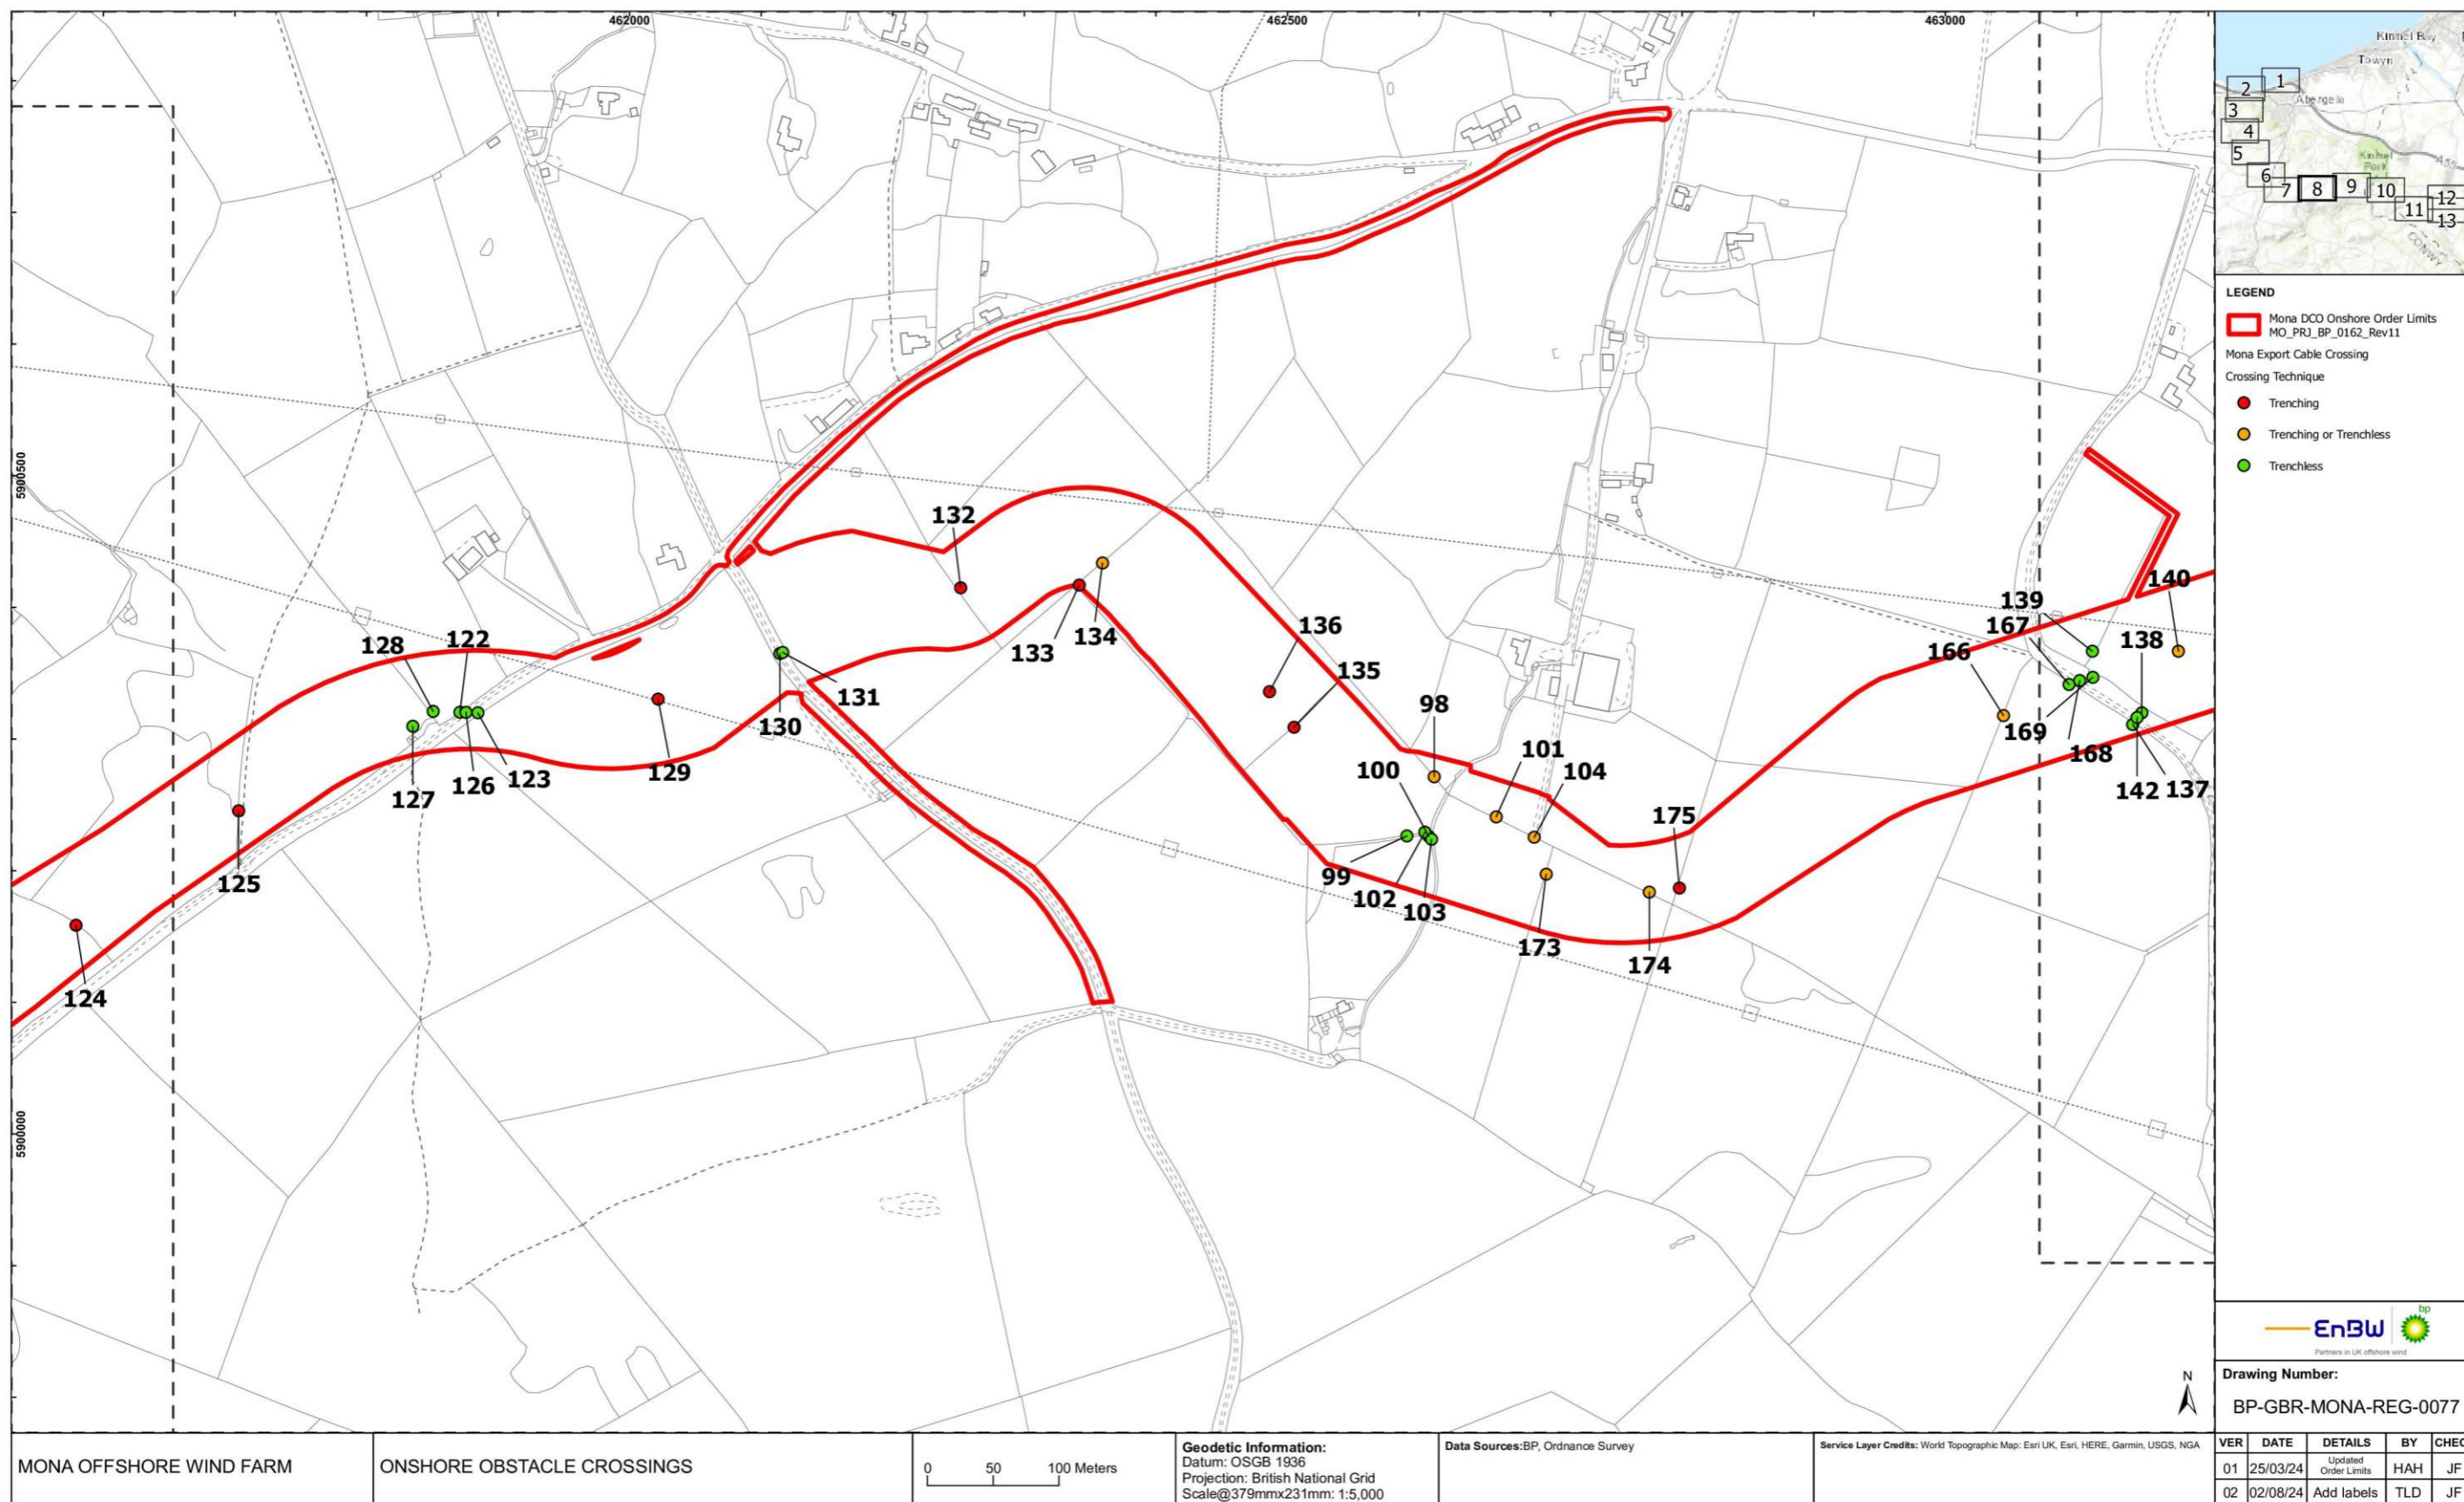 462000
462500
463000
5900500
5900000
132
133
134
136
135
128
122
131
130
127
126
123
129
125
124
98
101
104
100
99
102
103
175
173
174
140
139
167
138
166
169
168
142
137
Kinmel Bay
Towyn
Abergele
Kinmel
Park
A55
CONWY
1
2
3
4
5
6
7
8
9
10
11
12
13
LEGEND
Mona DCO Onshore Order Limits
MO_PRJ_BP_0162_Rev11
Mona Export Cable Crossing
Crossing Technique
Trenching
Trenching or Trenchless
Trenchless
N
EnBW
bp
Partners in UK offshore wind
Drawing Number:
BP-GBR-MONA-REG-0077
MONA OFFSHORE WIND FARM
ONSHORE OBSTACLE CROSSINGS
0 50 100 Meters
Geodetic Information:
Datum: OSGB 1936
Projection: British National Grid
Scale@379mmx231mm: 1:5,000
Data Sources:BP, Ordnance Survey
Service Layer Credits: World Topographic Map: Esri UK, Esri, HERE, Garmin, USGS, NGA
VER DATE DETAILS BY CHEC
01 25/03/24 Updated Order Limits HAH JF
02 02/08/24 Add labels TLD JF